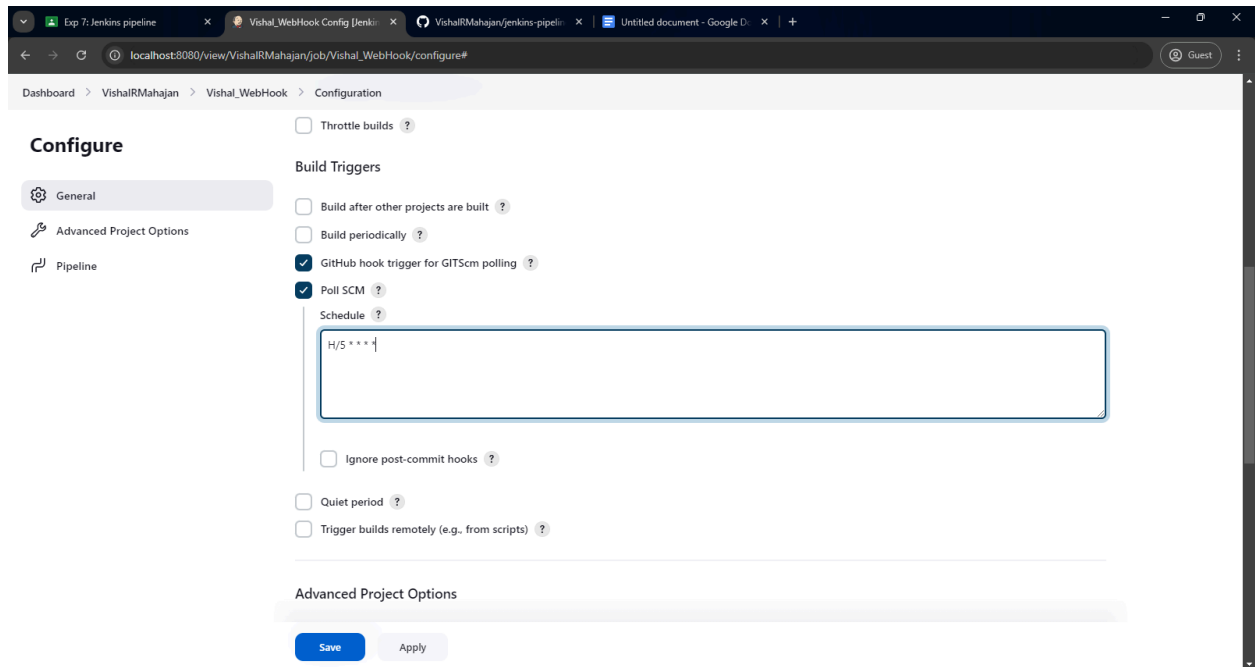 Exp 7: Jenkins pipeline
Vishal_WebHook Config [Jenkin
VishalRMahajan/jenkins-pipelin
Untitled document - Google Do
localhost:8080/view/VishalRMahajan/job/Vishal_WebHook/configure#
Guest
Dashboard > VishalRMahajan > Vishal_WebHook > Configuration
Configure
General
Advanced Project Options
Pipeline
Throttle builds ?
Build Triggers
Build after other projects are built ?
Build periodically ?
GitHub hook trigger for GITScm polling ?
Poll SCM ?
Schedule ?
H/5 * * * *
Ignore post-commit hooks ?
Quiet period ?
Trigger builds remotely (e.g., from scripts) ?
Advanced Project Options
Save
Apply